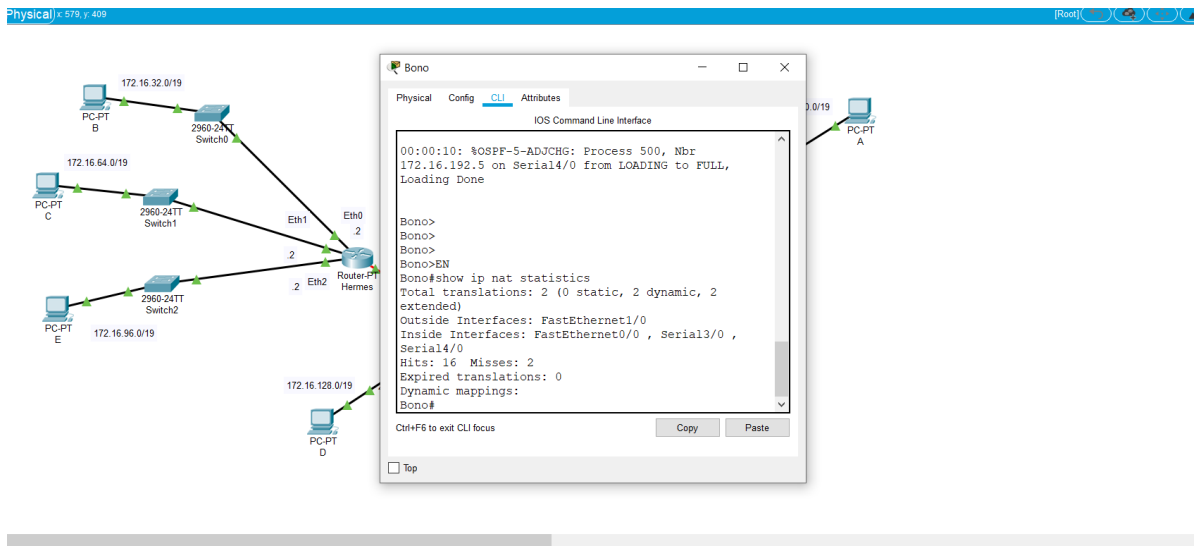 Physical x: 579, y: 409
[Root]
172.16.32.0/19
PC-PT
B
2960-24TT
Switch0
172.16.64.0/19
PC-PT
C
2960-24TT
Switch1
Eth1
Eth0
.2
.2
.2
Eth2
Router-PT
Hermes
2960-24TT
Switch2
PC-PT
E
172.16.96.0/19
172.16.128.0/19
PC-PT
D
0.0/19
PC-PT
A
Bono
Physical Config CLI Attributes
IOS Command Line Interface
00:00:10: %OSPF-5-ADJCHG: Process 500, Nbr
172.16.192.5 on Serial4/0 from LOADING to FULL,
Loading Done
Bono>
Bono>
Bono>
Bono>EN
Bono#show ip nat statistics
Total translations: 2 (0 static, 2 dynamic, 2
extended)
Outside Interfaces: FastEthernet1/0
Inside Interfaces: FastEthernet0/0 , Serial3/0 ,
Serial4/0
Hits: 16 Misses: 2
Expired translations: 0
Dynamic mappings:
Bono#
Ctrl+F6 to exit CLI focus
Copy
Paste
Top